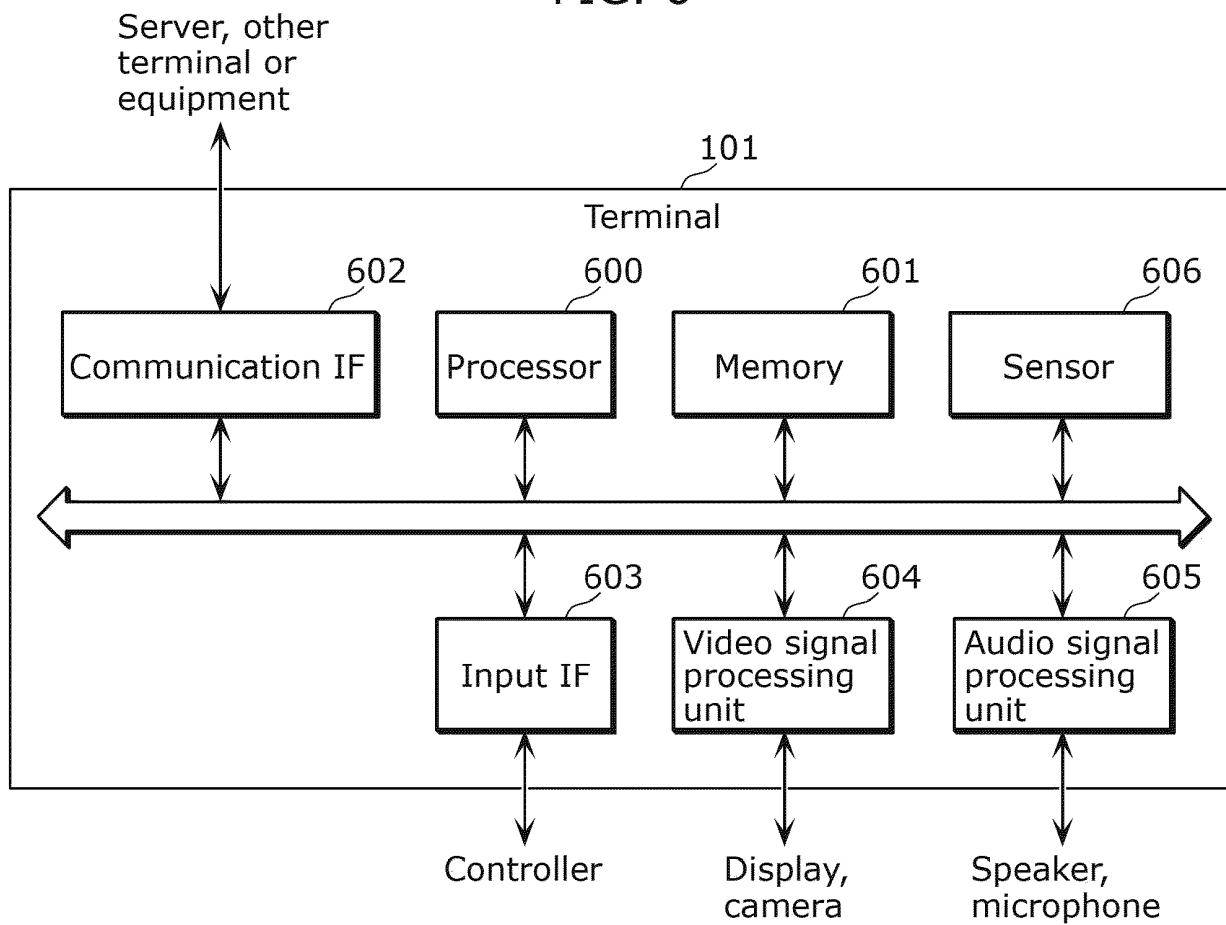 Server, other
terminal or
equipment
101
Terminal
602
600
601
606
Communication IF
Processor
Memory
Sensor
603
604
605
Input IF
Video signal
processing
unit
Audio signal
processing
unit
Controller
Display,
camera
Speaker,
microphone